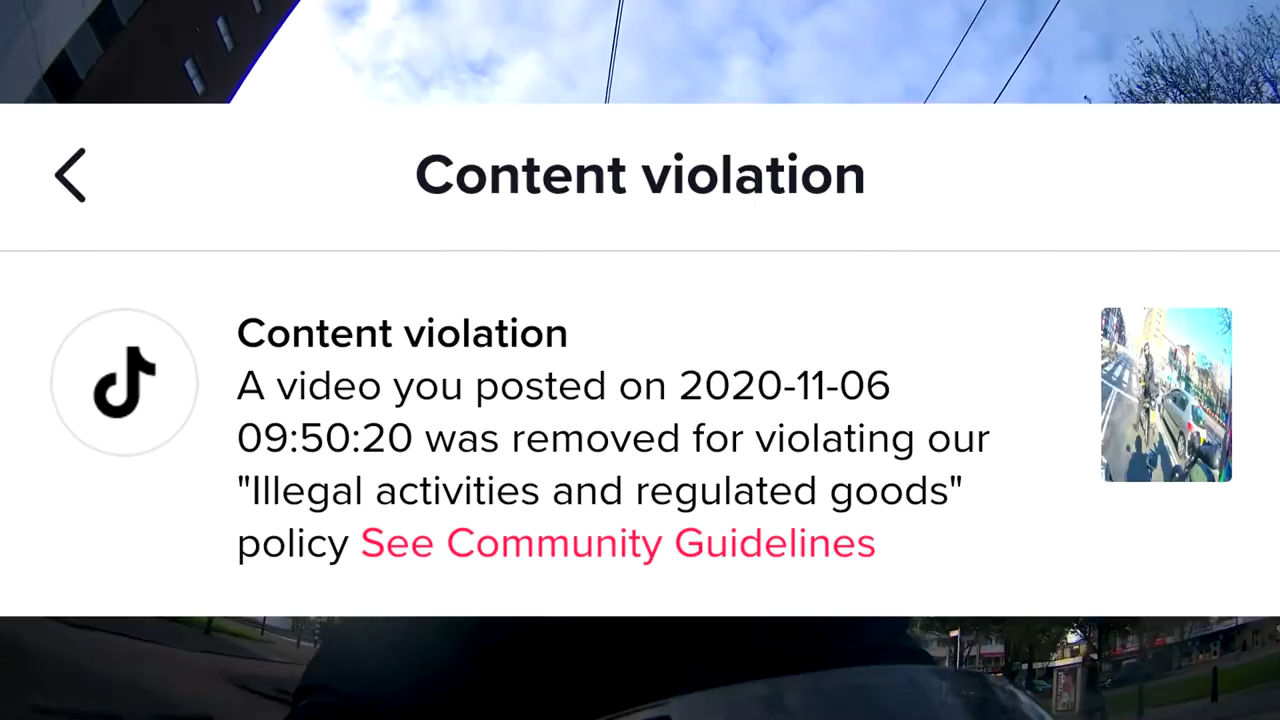 Content violation
Content violation
A video you posted on 2020-11-06
09:50:20 was removed for violating our
"Illegal activities and regulated goods"
policy See Community Guidelines